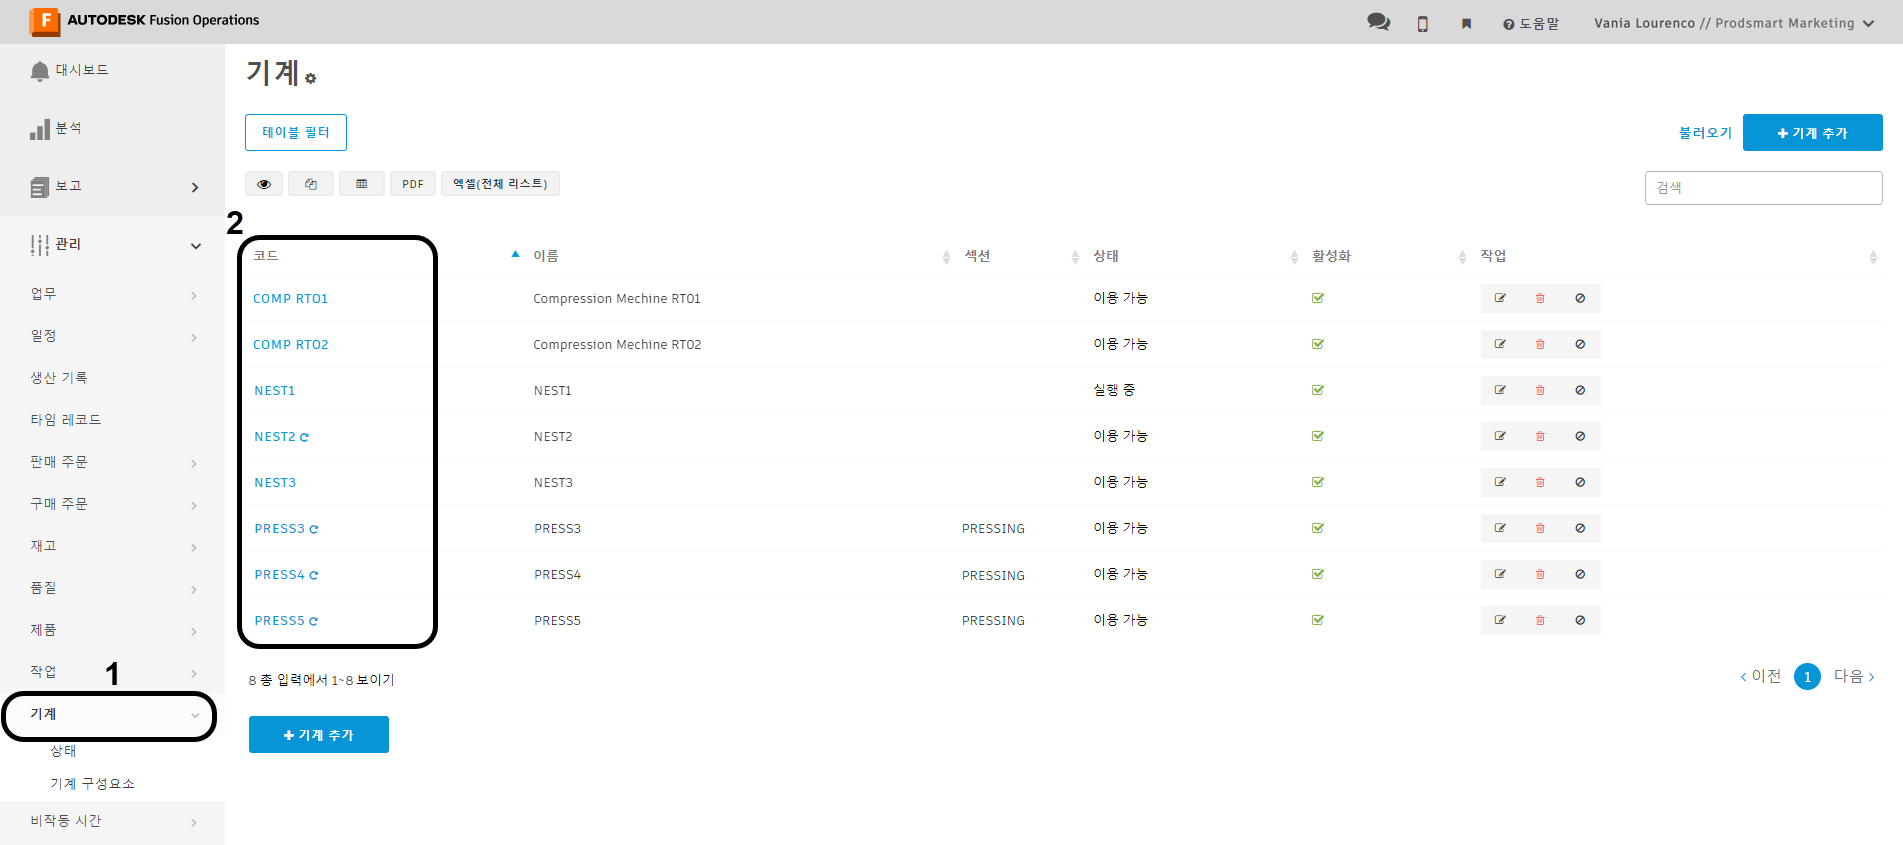 F AUTODESK Fusion Operations
도움말
Vania Lourenco // Prodsmart Marketing
대시보드
분석
보고
관리
업무
일정
생산 기록
타임 레코드
판매 주문
구매 주문
재고
품질
제품
작업
1
기계
상태
기계 구성요소
비작동 시간
기계
테이블 필터
불러오기
기계 추가
PDF
엑셀(전체 리스트)
검색
2
코드 이름 섹션 상태 활성화 작업
COMP RT01 Compression Mechine RT01 이용 가능
COMP RT02 Compression Mechine RT02 이용 가능
NEST1 NEST1 실행 중
NEST2 NEST2 이용 가능
NEST3 NEST3 이용 가능
PRESS3 PRESS3 PRESSING 이용 가능
PRESS4 PRESS4 PRESSING 이용 가능
PRESS5 PRESS5 PRESSING 이용 가능
8 총 입력에서 1~8 보이기
이전 1 다음
기계 추가